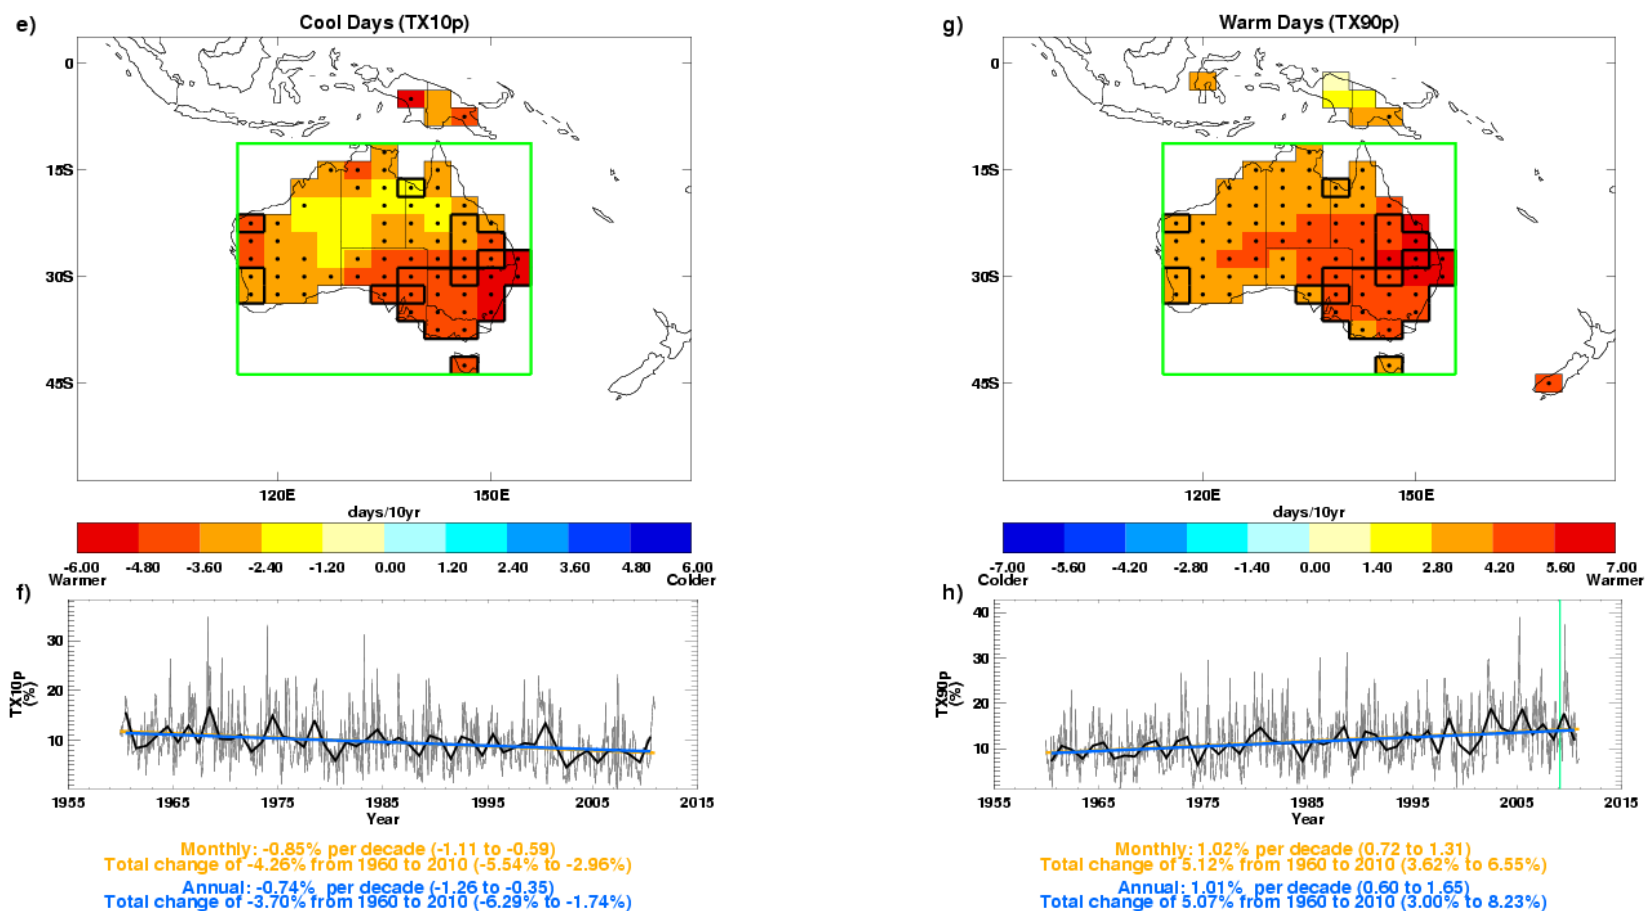 e)
Cool Days (TX10p)
0
15S
30S
45S
120E
150E
days/10yr
-6.00 -4.80 -3.60 -2.40 -1.20 0.00 1.20 2.40 3.60 4.80 6.00
Warmer Colder
f)
TX10p
(%)
30
20
10
1955 1965 1975 1985 1995 2005 2015
Year
Monthly: -0.85% per decade (-1.11 to -0.59)
Total change of -4.26% from 1960 to 2010 (-5.54% to -2.96%)
Annual: -0.74% per decade (-1.26 to -0.35)
Total change of -3.70% from 1960 to 2010 (-6.29% to -1.74%)
g)
Warm Days (TX90p)
0
15S
30S
45S
120E
150E
days/10yr
-7.00 -5.60 -4.20 -2.80 -1.40 0.00 1.40 2.80 4.20 5.60 7.00
Colder Warmer
h)
TX90p
(%)
40
30
20
10
1955 1965 1975 1985 1995 2005 2015
Year
Monthly: 1.02% per decade (0.72 to 1.31)
Total change of 5.12% from 1960 to 2010 (3.62% to 6.55%)
Annual: 1.01% per decade (0.60 to 1.65)
Total change of 5.07% from 1960 to 2010 (3.00% to 8.23%)